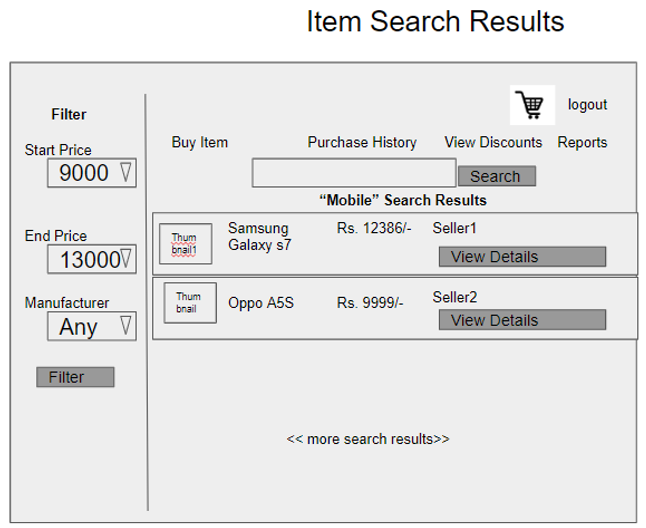 Item Search Results
logout
Buy Item
Purchase History
View Discounts
Reports
Search
Filter
Start Price
9000
End Price
13000
Manufacturer
Any
Filter
“Mobile” Search Results
Thum
bnail1
Samsung
Galaxy s7
Rs. 12386/-
Seller1
View Details
Thum
bnail
Oppo A5S
Rs. 9999/-
Seller2
View Details
<< more search results>>